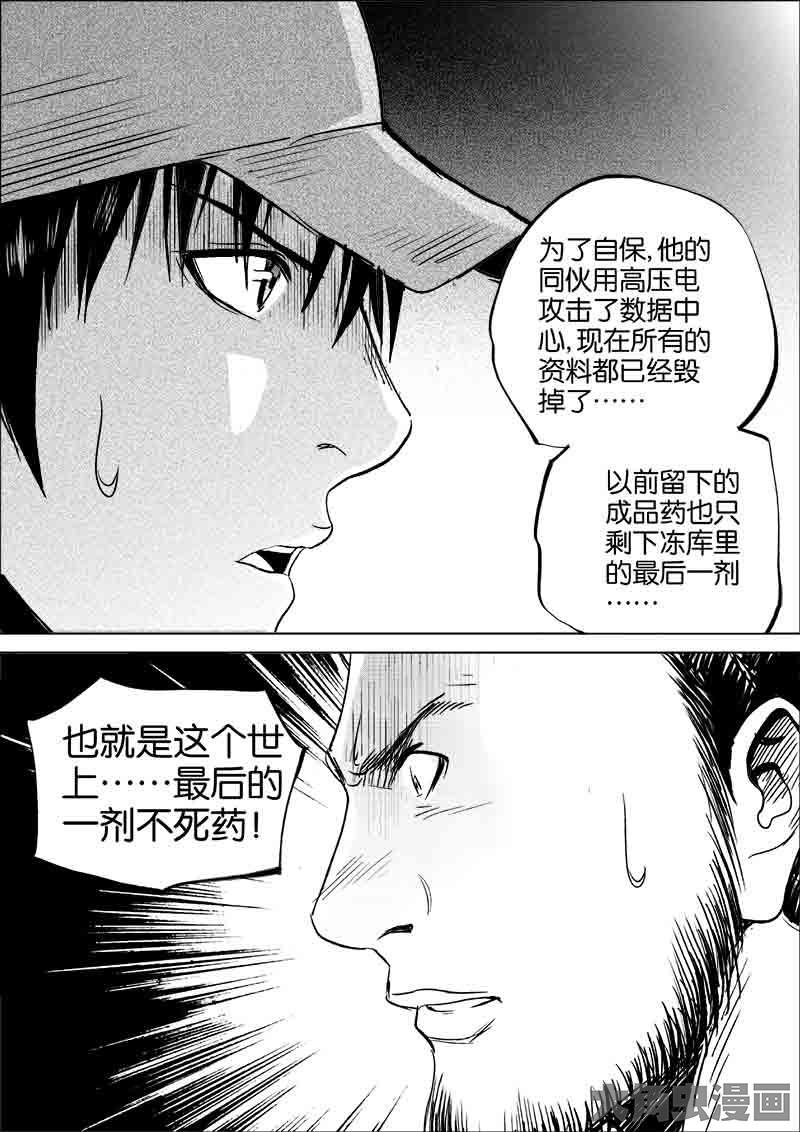 为了自保,他的
同伙用高压电
攻击了数据中
心,现在所有的
资料都已经毁
掉了……
以前留下的
成品药也只
剩下冻库里
的最后一剂
……
也就是这个世
上……最后的
一剂不死药!
八角虫漫画